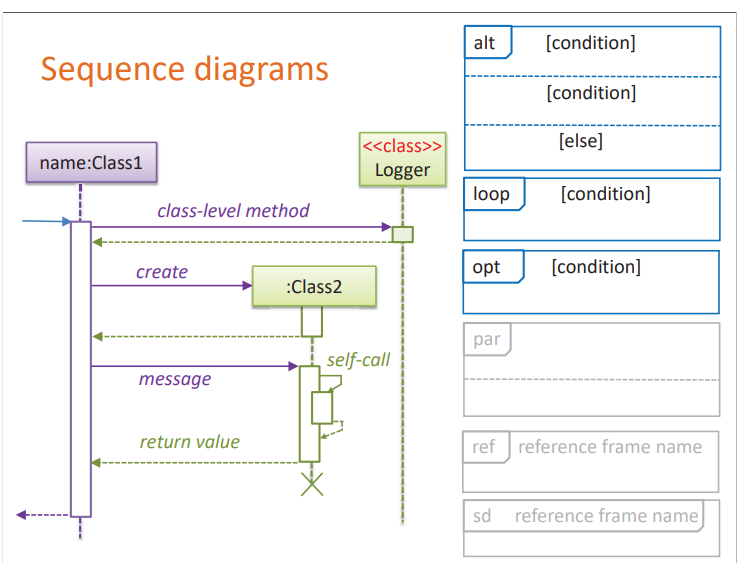 Sequence diagrams
name:Class1
<<class>>
Logger
class-level method
create
:Class2
self-call
message
return value
alt [condition]
[condition]
[else]
loop [condition]
opt [condition]
par
ref reference frame name
sd reference frame name